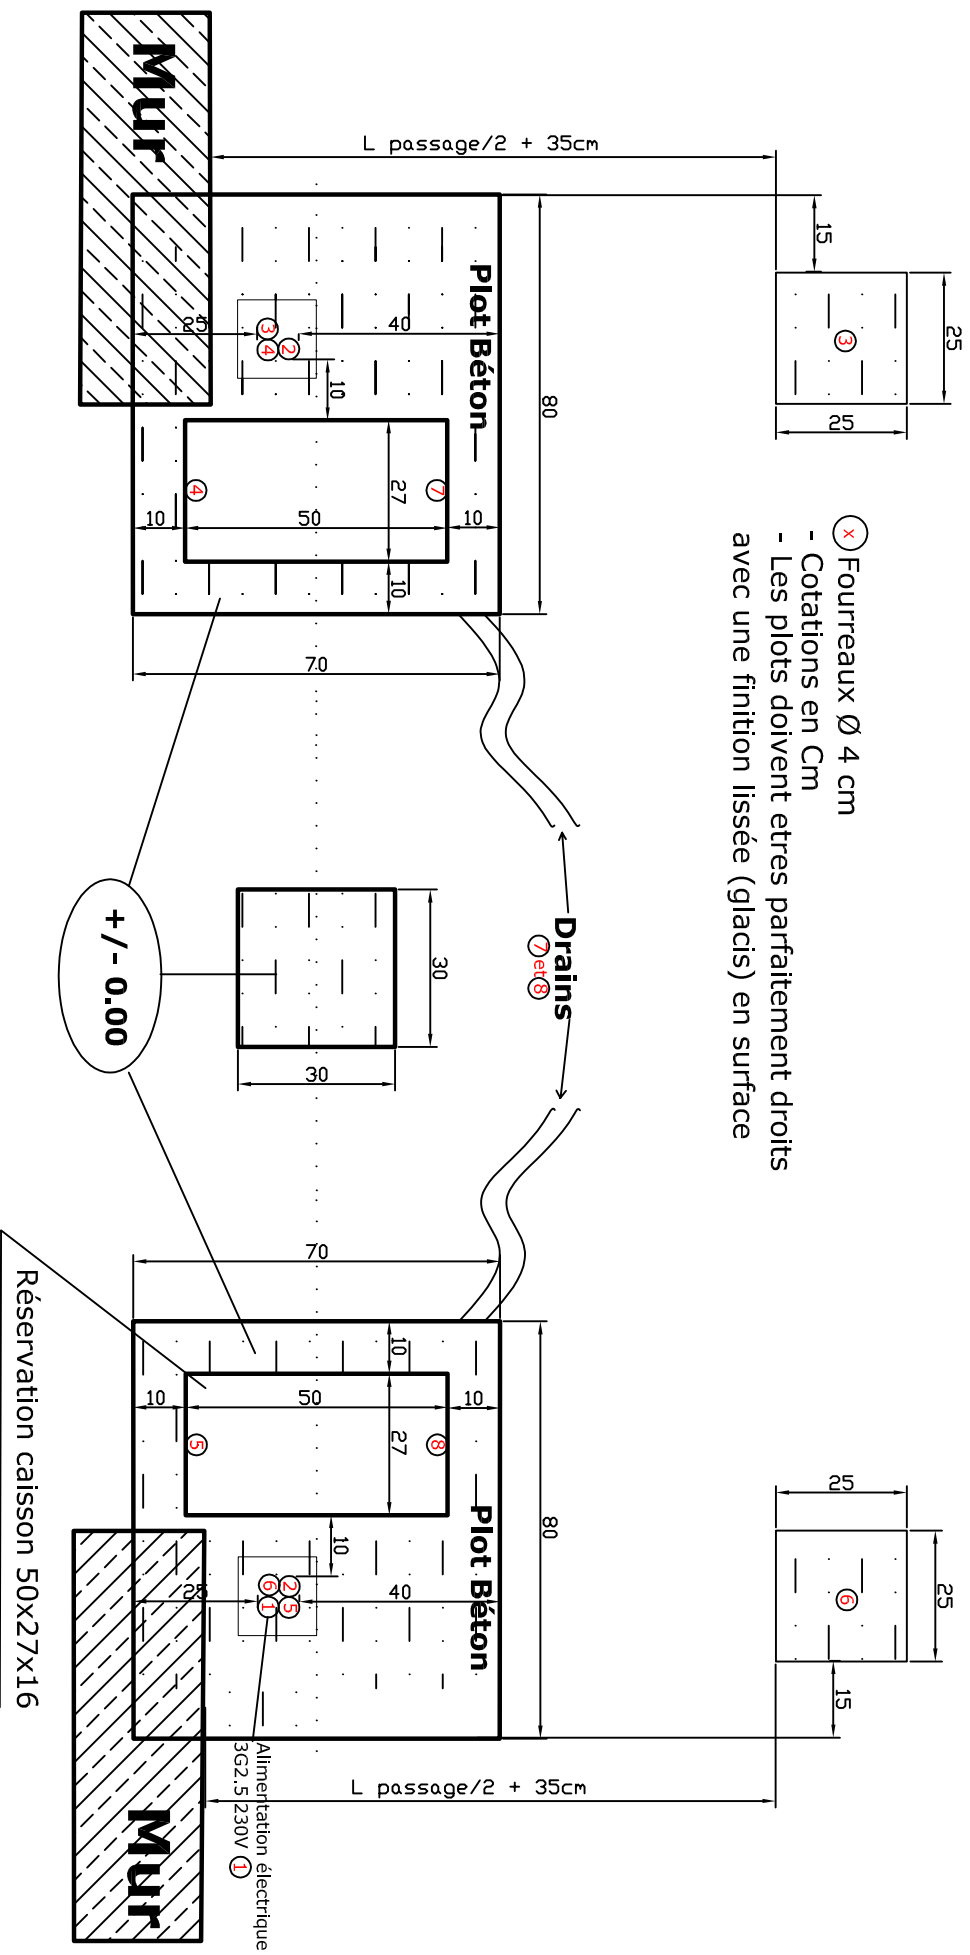 Mur
L passage/2 + 35cm
15
25
25
3
Plot Béton
25
40
80
3
4
2
10
27
4
7
10
50
10
10
70
x Fourreaux Ø 4 cm
- Cotations en Cm
- Les plots doivent etres parfaitement droits
avec une finition lissée (glacis) en surface
Drains
7 et 8
30
30
+/- 0.00
70
10
10
50
10
27
5
8
80
Plot Béton
10
25
40
6
2
1
5
25
25
6
15
L passage/2 + 35cm
Réservation caisson 50x27x16
Alimentation électrique
3G2.5 230V 1
Mur